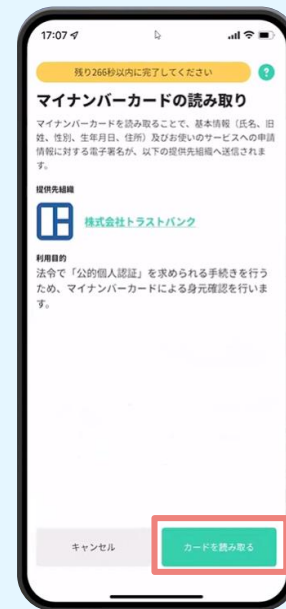 17:07
残り266秒以内に完了してください
?
マイナンバーカードの読み取り
マイナンバーカードを読み取ることで、基本情報（氏名、旧
姓、性別、生年月日、住所）及びお使いのサービスへの申請
情報に対する電子署名が、以下の提供先組織へ送信されま
す。
提供先組織
株式会社トラストバンク
利用目的
法令で「公的個人認証」を求められる手続きを行う
ため、マイナンバーカードによる身元確認を行いま
す。
キャンセル
カードを読み取る